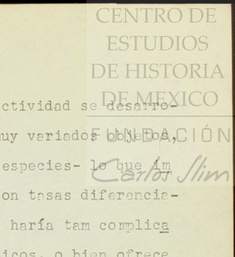 CENTRO DE
ESTUDIOS
DE HISTORIA
DE MEXICO
FUNDACIÓN
Carlos Slim
ctividad se desarro-
muy variados objetos,
especies- lo que im
on tasas diferencia-
haría tam complica
icos, o bien ofrece